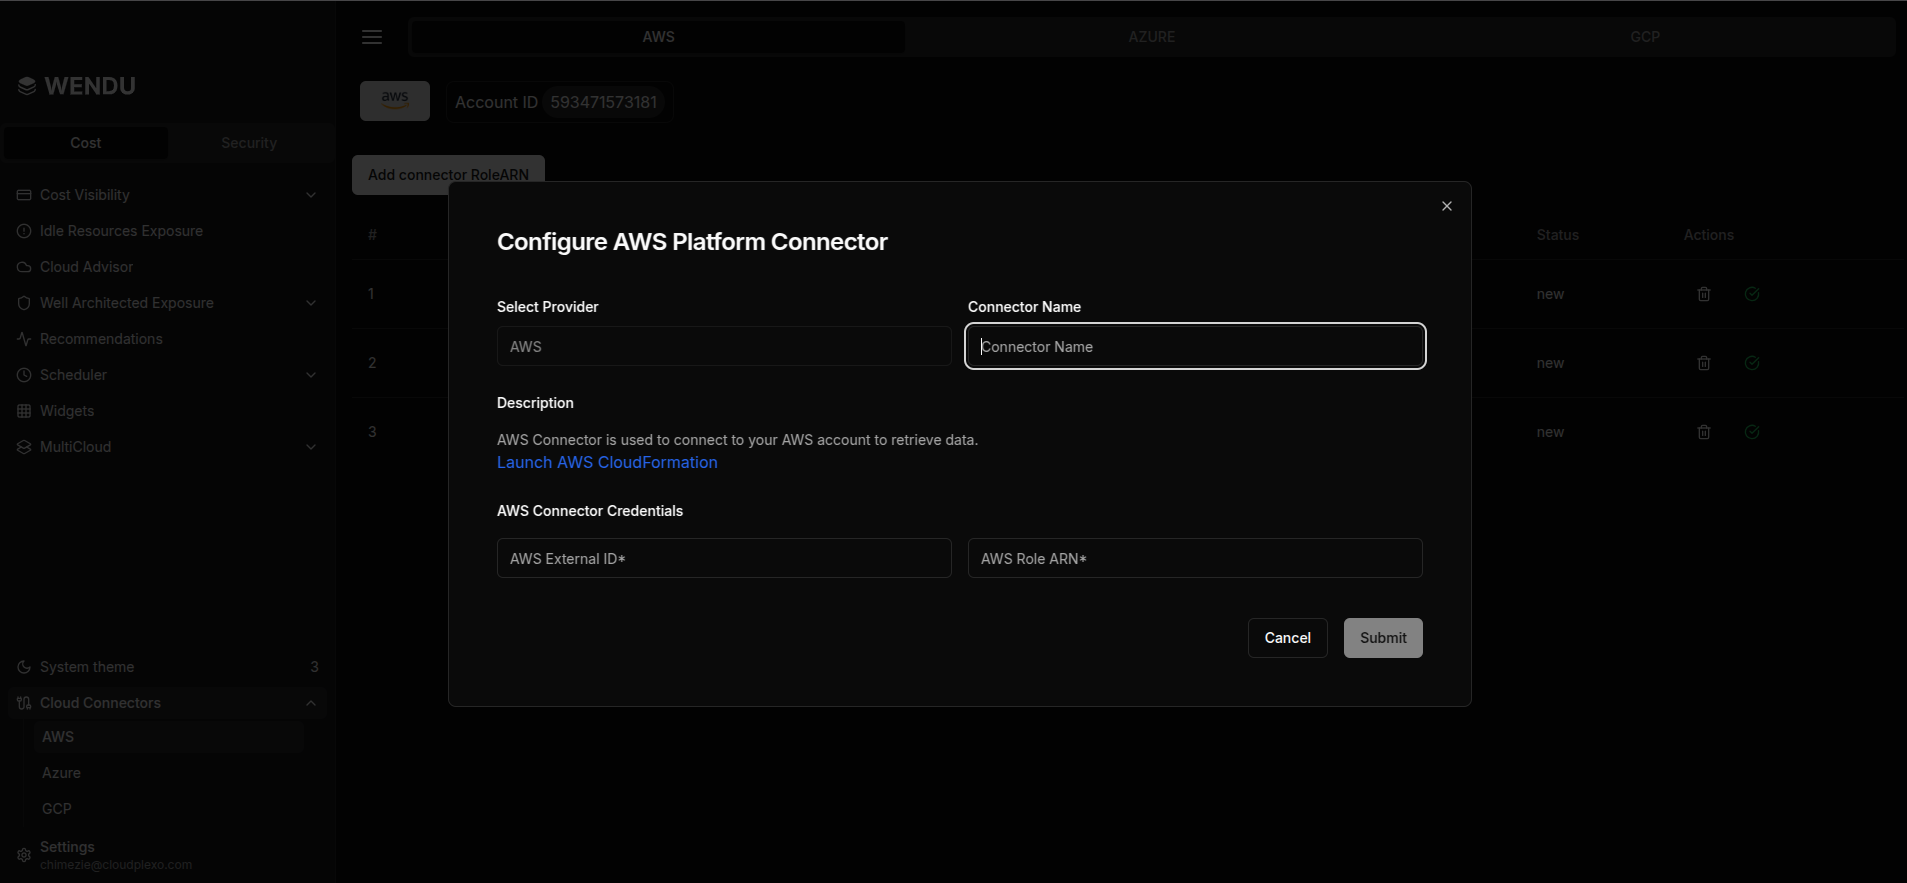 AWS
AZURE
GCP
WENDU
aws
Account ID 593471573181
Cost
Security
Add connector RoleARN
Cost Visibility
Idle Resources Exposure
Cloud Advisor
Well Architected Exposure
Recommendations
Scheduler
Widgets
MultiCloud
#
Status
Actions
1
new
2
new
3
new
Configure AWS Platform Connector
Select Provider
Connector Name
AWS
Connector Name
Description
AWS Connector is used to connect to your AWS account to retrieve data.
Launch AWS CloudFormation
AWS Connector Credentials
AWS External ID*
AWS Role ARN*
Cancel
Submit
System theme
3
Cloud Connectors
AWS
Azure
GCP
Settings
chimezie@cloudplexo.com